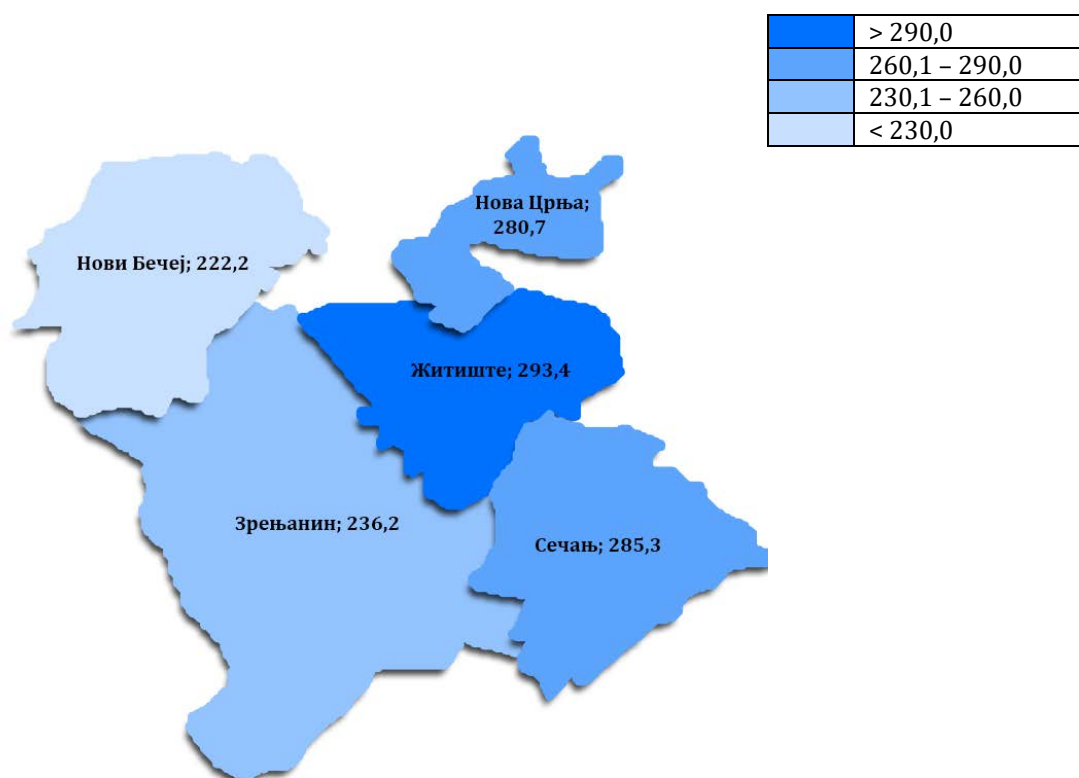 > 290,0
260,1 – 290,0
230,1 – 260,0
< 230,0
Нова Црња;
280,7
Нови Бечеј; 222,2
Житиште; 293,4
Зрењанин; 236,2
Сечањ; 285,3